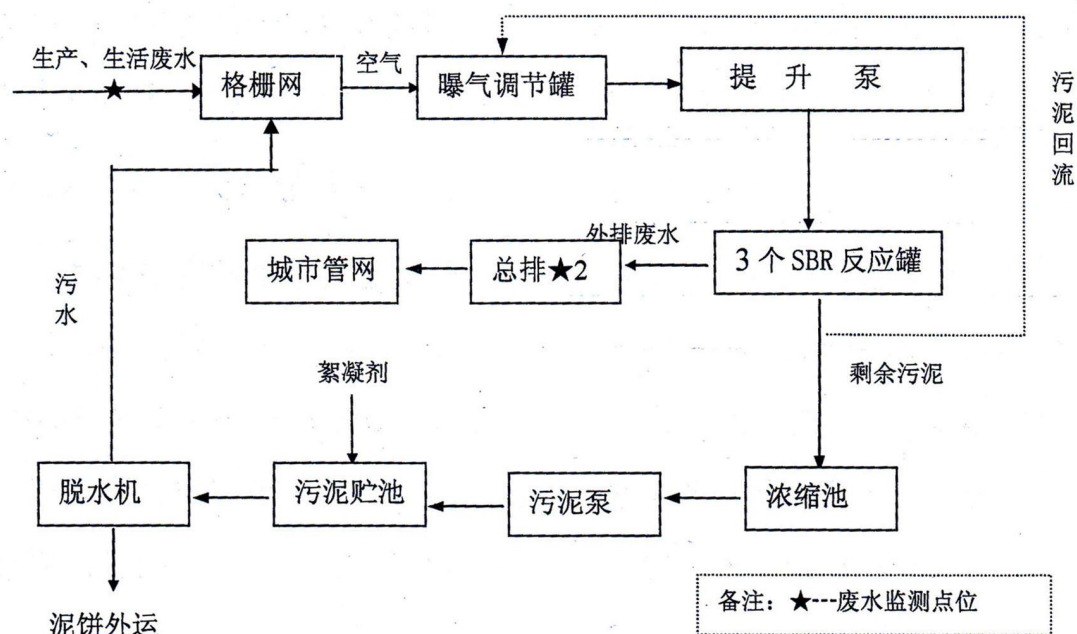 生产、生活废水
★
格栅网
空气
曝气调节罐
提 升 泵
污泥回流
外排废水
城市管网
总排★2
3个SBR反应罐
污水
絮凝剂
剩余污泥
脱水机
污泥贮池
污泥泵
浓缩池
泥饼外运
备注：★---废水监测点位